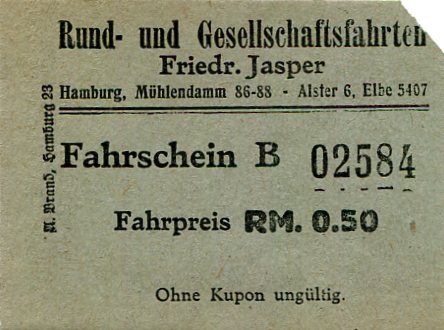 Rund- und Gesellschaftsfahrten
Friedr. Jasper
Hamburg, Mühlendamm 86-88 - Alster 6, Elbe 5407
Fahrschein B 02584
Fahrpreis RM. 0.50
Ohne Kupon ungültig.
A. Brand, Hamburg 23